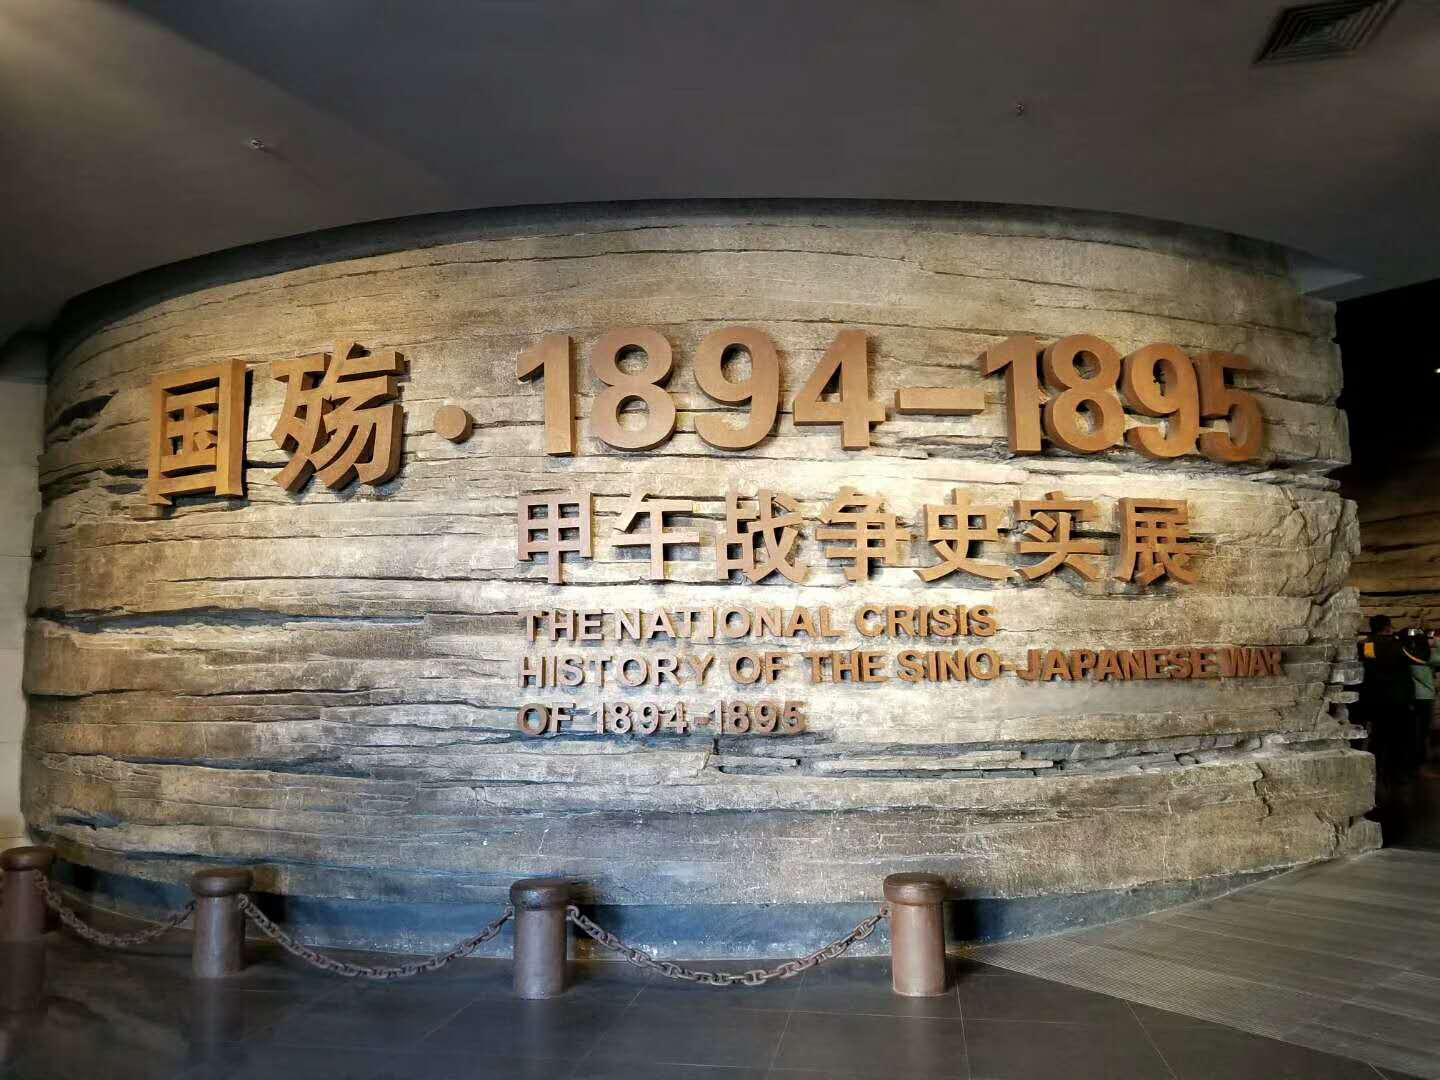 国殇·1894-1895
甲午战争史实展
THE NATIONAL CRISIS
HISTORY OF THE SINO-JAPANESE WAR
OF 1894-1895